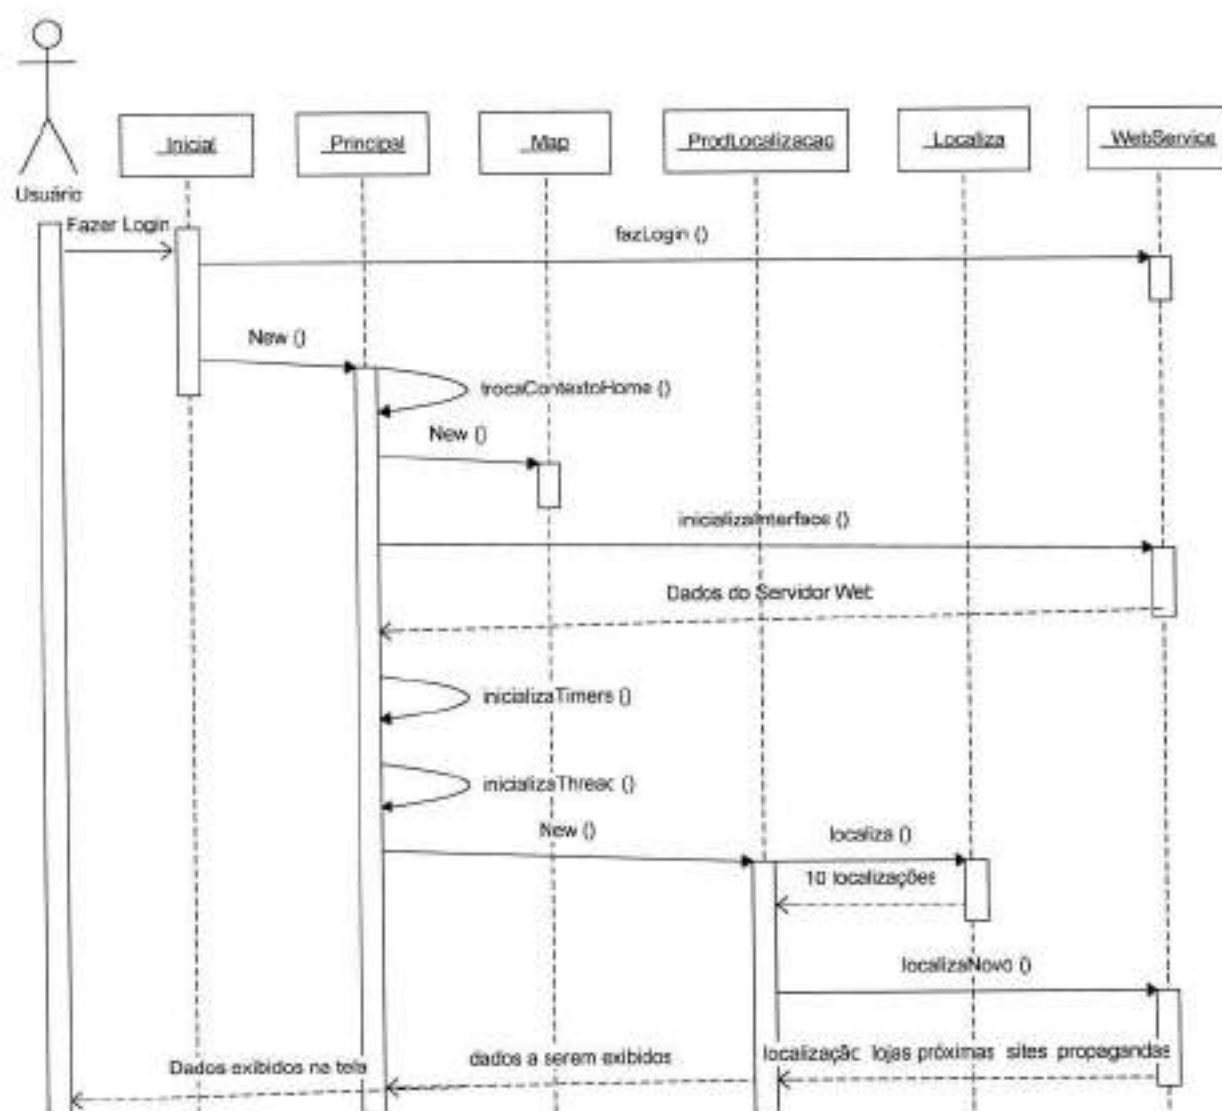 Usuário
Inicial
Principal
Map
ProdLocalizacao
Localiza
WebService
Fazer Login
fazLogin ()
New ()
trocaContextoHome ()
New ()
inicializaInterface ()
Dados do Servidor Web
inicializaTimers ()
inicializaThread ()
New ()
localiza ()
10 localizações
localizaNovo ()
localização lojas próximas sites propagandas
dados a serem exibidos
Dados exibidos na tela